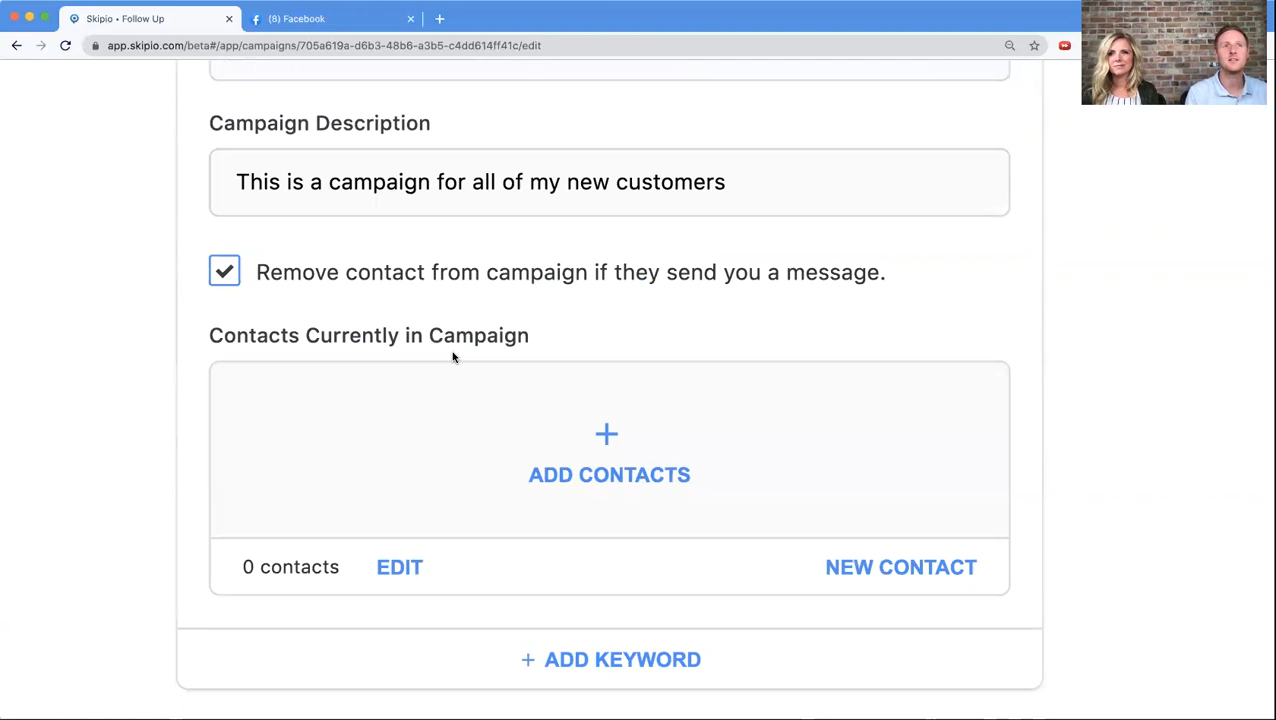 Skipio • Follow Up
(8) Facebook
app.skipio.com/beta#/app/campaigns/705a619a-d6b3-48b6-a3b5-c4dd614ff41c/edit
Campaign Description
This is a campaign for all of my new customers
Remove contact from campaign if they send you a message.
Contacts Currently in Campaign
+
ADD CONTACTS
0 contacts EDIT NEW CONTACT
+ ADD KEYWORD